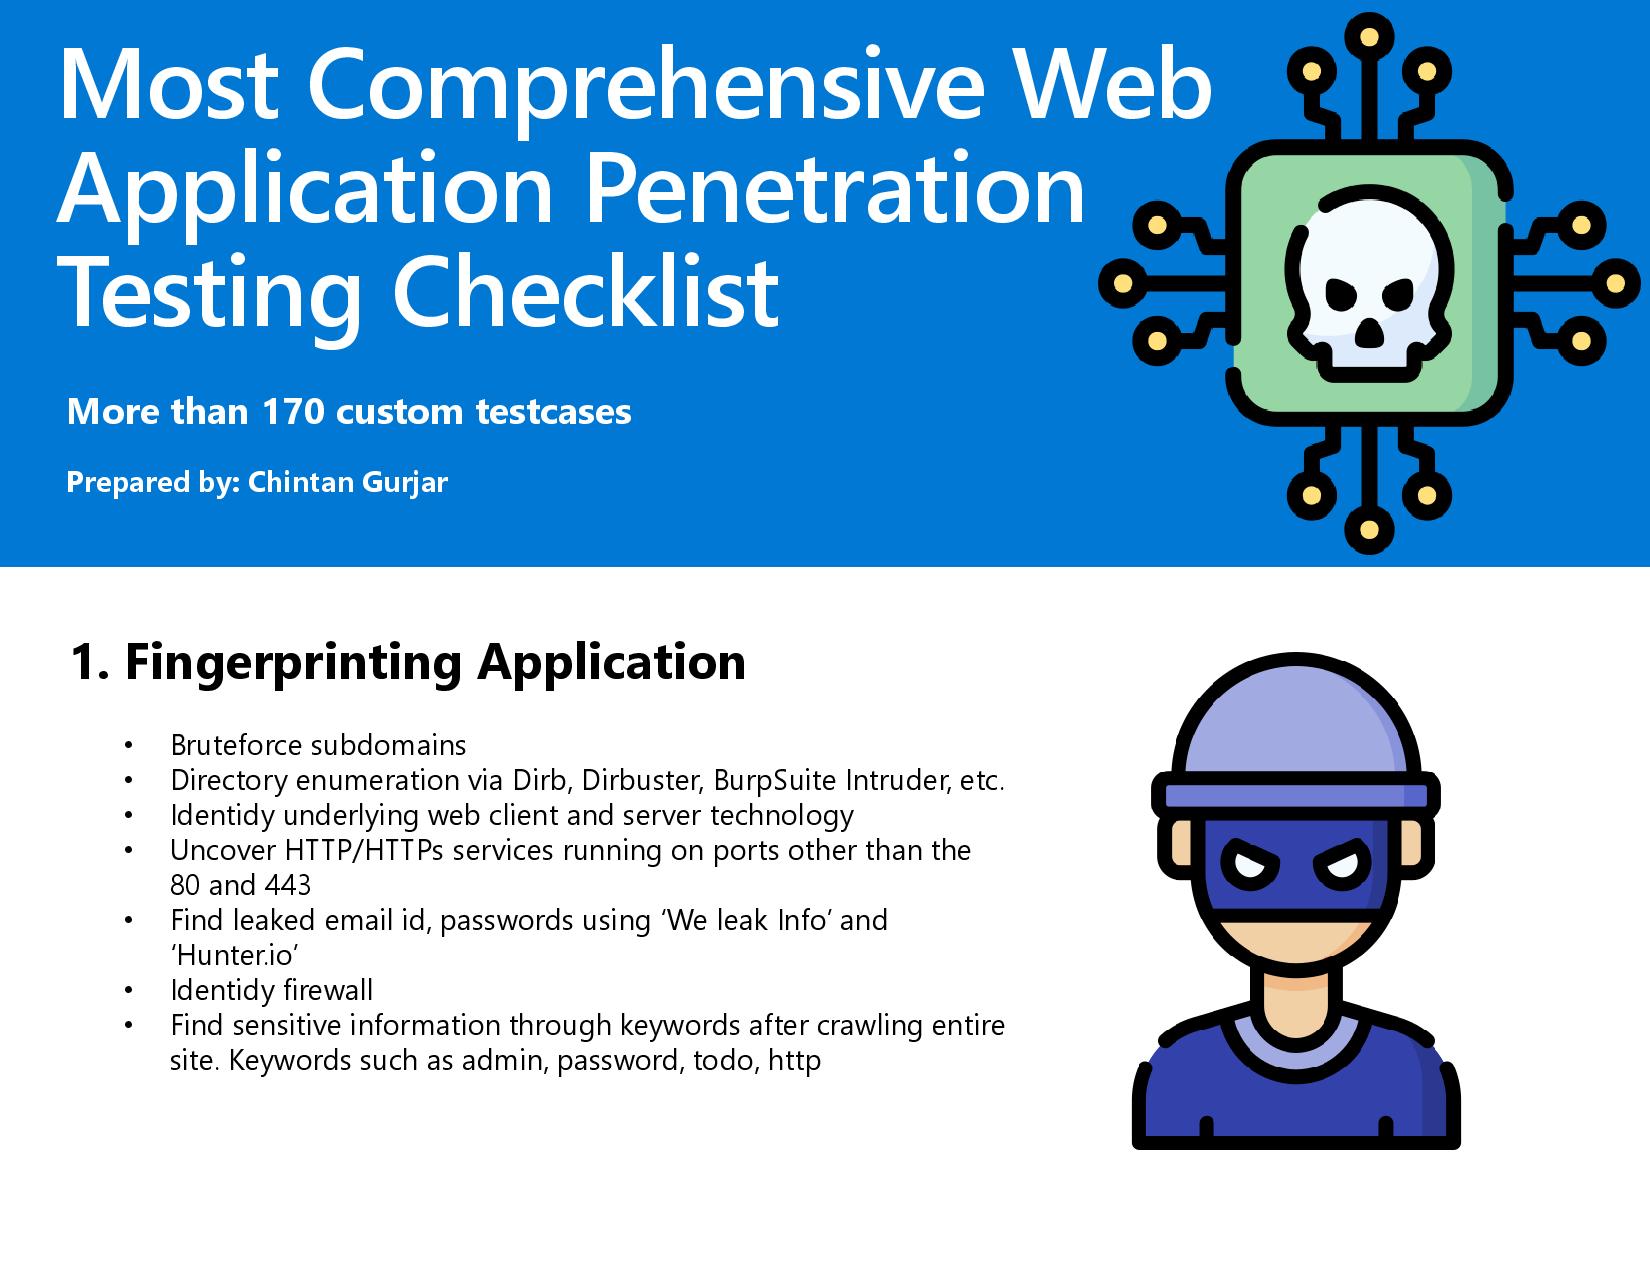 Most Comprehensive Web
Application Penetration
Testing Checklist
More than 170 custom testcases
Prepared by: Chintan Gurjar
1. Fingerprinting Application
• Bruteforce subdomains
• Directory enumeration via Dirb, Dirbuster, BurpSuite Intruder, etc.
• Identidy underlying web client and server technology
• Uncover HTTP/HTTPs services running on ports other than the
80 and 443
• Find leaked email id, passwords using ‘We leak Info’ and
‘Hunter.io’
• Identidy firewall
• Find sensitive information through keywords after crawling entire
site. Keywords such as admin, password, todo, http